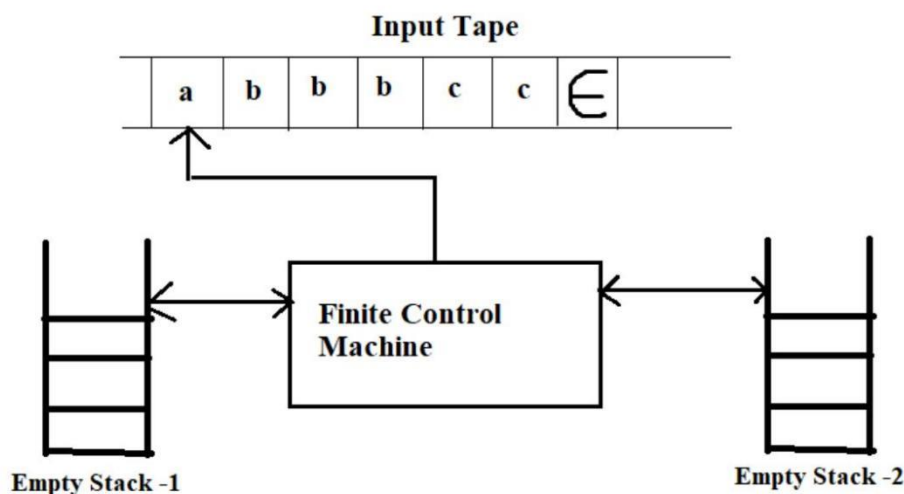 Input Tape
a b b b c c ∈
Finite Control
Machine
Empty Stack -1
Empty Stack -2